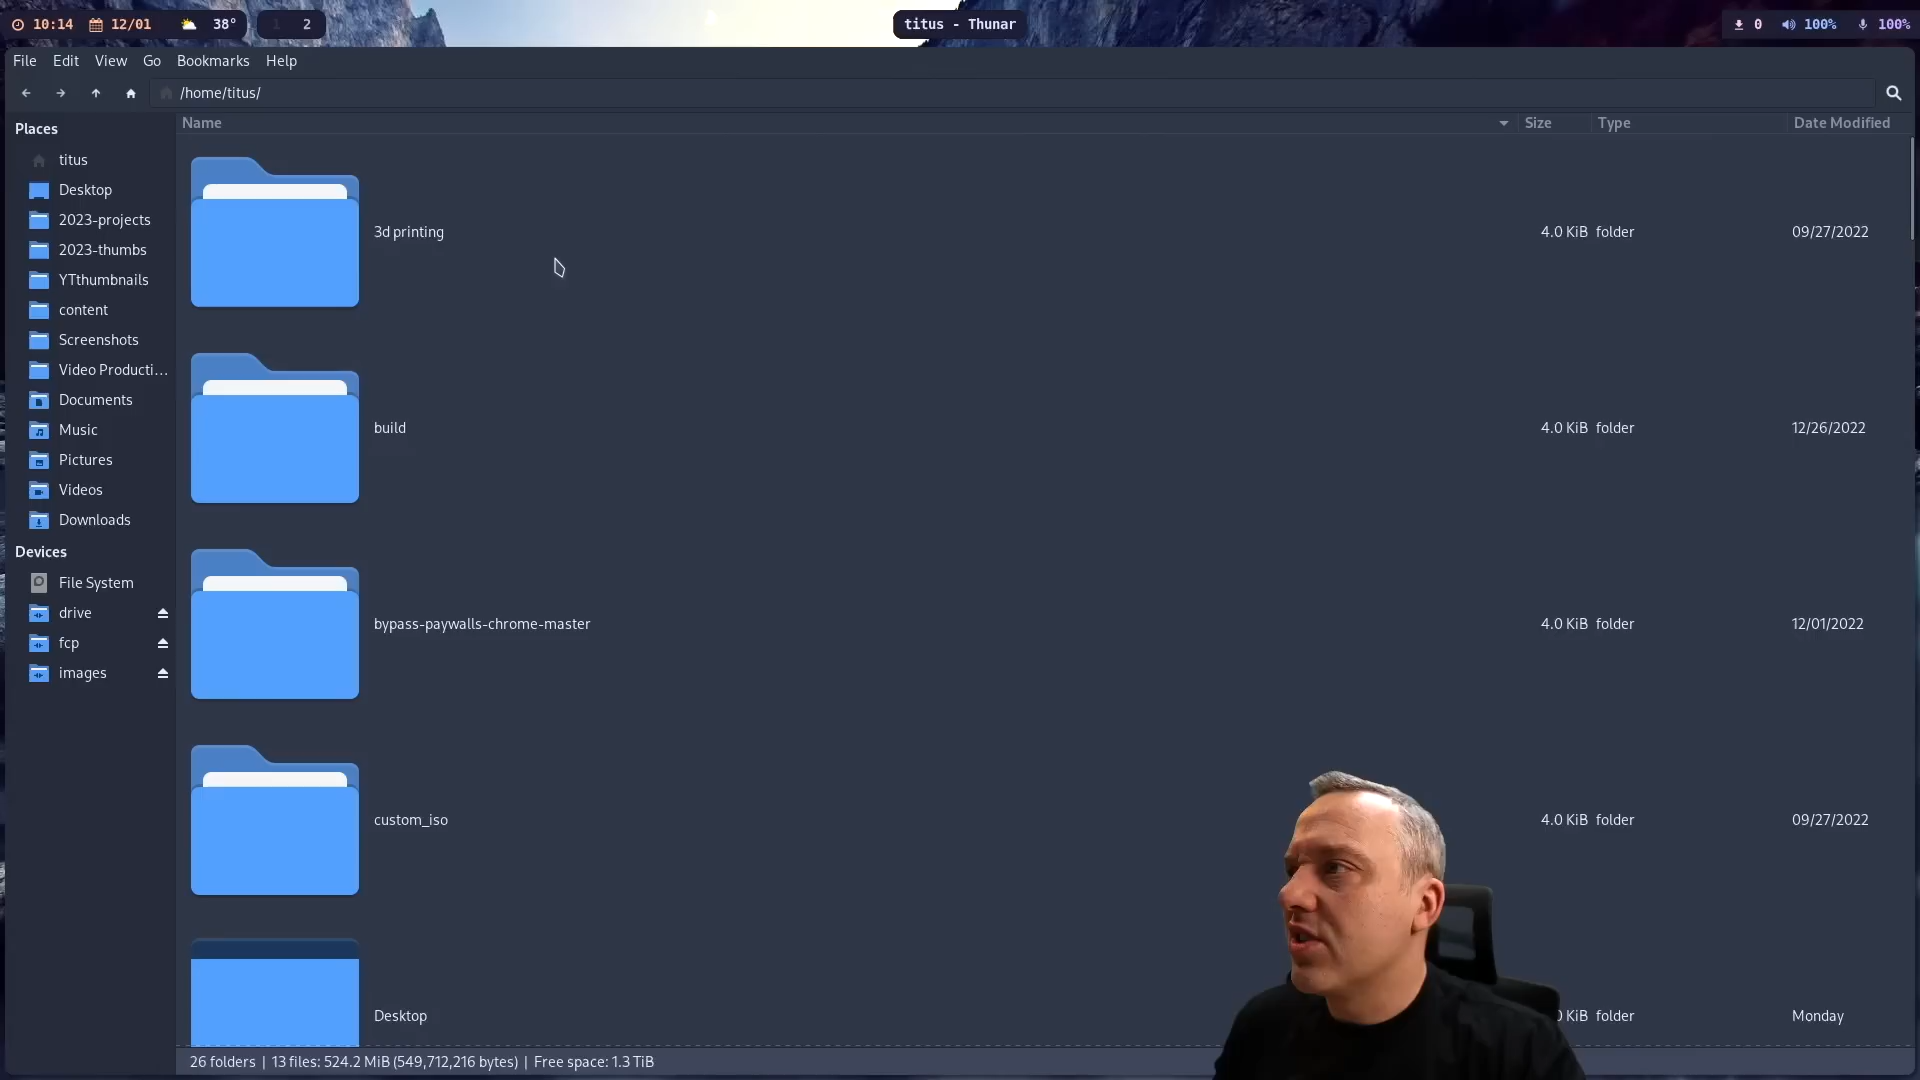 10:14 12/01 38° 1 2 titus - Thunar 0 100% 100%
File Edit View Go Bookmarks Help
/home/titus/
Places
titus
Desktop
2023-projects
2023-thumbs
YTthumbnails
content
Screenshots
Video Producti...
Documents
Music
Pictures
Videos
Downloads
Devices
File System
drive
fcp
images
Name Size Type Date Modified
3d printing 4.0 KiB folder 09/27/2022
build 4.0 KiB folder 12/26/2022
bypass-paywalls-chrome-master 4.0 KiB folder 12/01/2022
custom_iso 4.0 KiB folder 09/27/2022
Desktop KiB folder Monday
26 folders | 13 files: 524.2 MiB (549,712,216 bytes) | Free space: 1.3 TiB